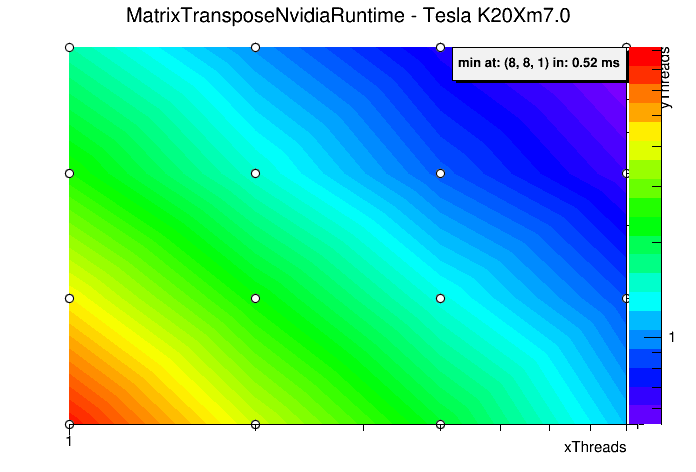 MatrixTransposeNvidiaRuntime - Tesla K20Xm7.0
min at: (8, 8, 1) in: 0.52 ms
yThreads
1
1
xThreads